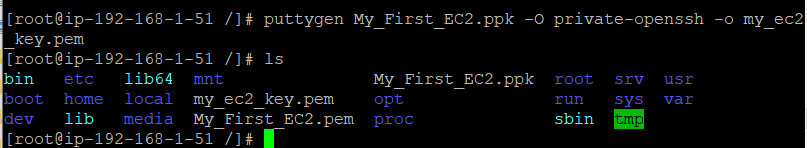 [root@ip-192-168-1-51 /]# puttygen My_First_EC2.ppk -O private-openssh -o my_ec2
_key.pem
[root@ip-192-168-1-51 /]# ls
bin   etc   lib64  mnt               My_First_EC2.ppk  root  srv  usr
boot  home  local  my_ec2_key.pem    opt               run   sys  var
dev   lib   media  My_First_EC2.pem  proc              sbin  tmp
[root@ip-192-168-1-51 /]#